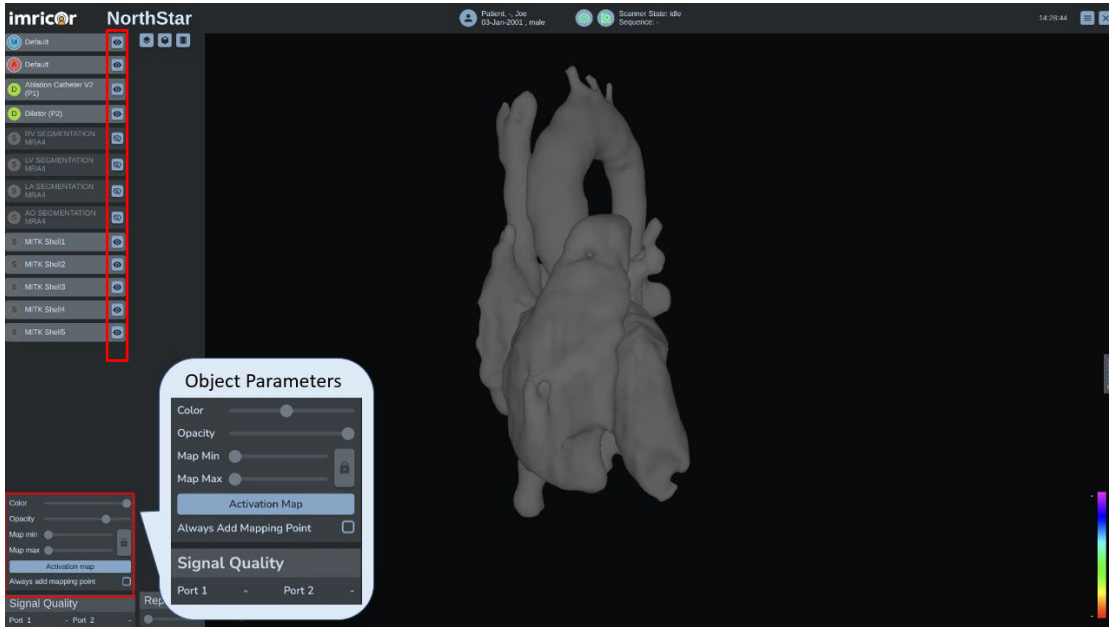 imricor NorthStar
Patient, -, Joe
03-Jan-2001 , male
Scanner State: Idle
Sequence: -
14:28:44
M Default
A Default
D Ablation Catheter V2
(P1)
D Dilator (P2)
S RV SEGMENTATION
MRA4
S LV SEGMENTATION
MRA4
S LA SEGMENTATION
MRA4
S AO SEGMENTATION
MRA4
S MITK Shell1
S MITK Shell2
S MITK Shell3
S MITK Shell4
S MITK Shell5
Object Parameters
Color
Opacity
Map Min
Map Max
Activation Map
Always Add Mapping Point
Signal Quality
Port 1 - Port 2 -
Color
Opacity
Map min
Map max
Activation map
Always add mapping point
Signal Quality
Port 1 - Port 2 -
Rep